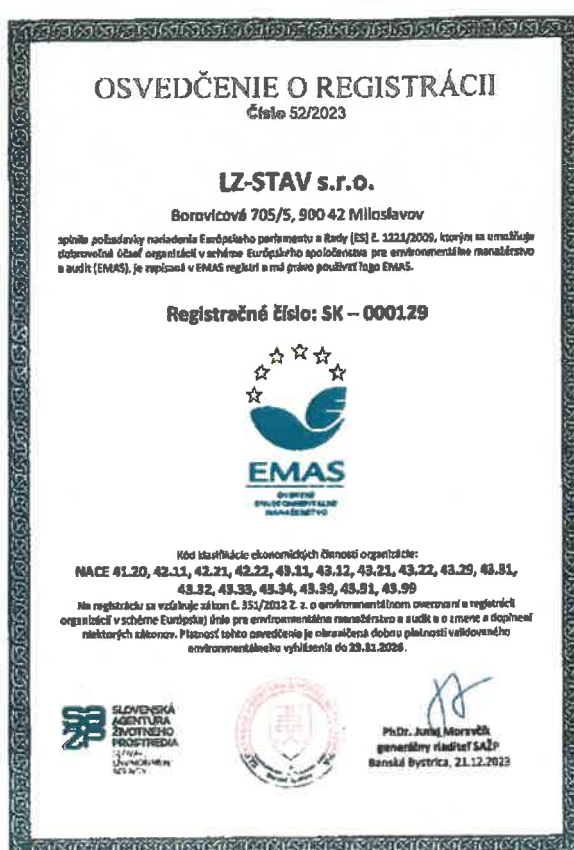 OSVEDČENIE O REGISTRÁCII
Číslo 52/2023
LZ-STAV s.r.o.
Borovicová 705/5, 900 42 Miloslavov
spĺnila požiadavky nariadenia Európskeho parlamentu a Rady (ES) č. 1221/2009, ktorým sa umožňuje
dobrovoľná účasť organizácií v schéme Európskeho spoločenstva pre environmentálne manažérstvo
a audit (EMAS), je zapísaná v EMAS registri a má právo používať logo EMAS.
Registračné číslo: SK – 000129
EMAS
OVERENÉ
ENVIRONMENTÁLNE
MANAŽÉRSTVO
Kód klasifikácie ekonomických činností organizácie:
NACE 41.20, 42.11, 42.21, 42.22, 43.11, 43.12, 43.21, 43.22, 43.29, 43.31,
43.32, 43.33, 43.34, 43.39, 43.91, 43.99
Na registráciu sa vzťahuje zákon č. 351/2012 Z. z. o environmentálnom overovaní a registrácii
organizácií v schéme Európskej únie pre environmentálne manažérstvo a audit a o zmene a doplnení
niektorých zákonov. Platnosť tohto osvedčenia je ohraničená dobou platnosti validovaného
environmentálneho vyhlásenia do 29.11.2026.
SLOVENSKÁ
AGENTÚRA
ŽIVOTNÉHO
PROSTREDIA
PhDr. Juraj Moravčík
generálny riaditeľ SAŽP
Banská Bystrica, 21.12.2023